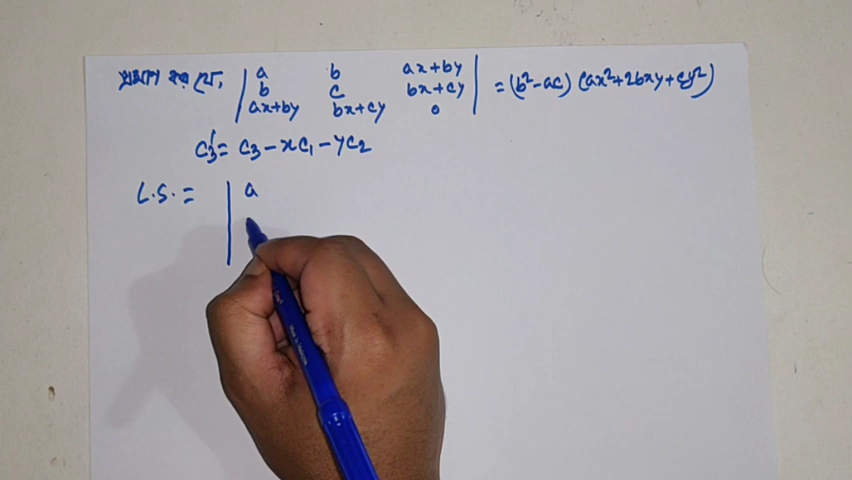 প্রমাণ কর যে, | a b ax+by | = (b²-ac) (ax²+2bxy+cy²)
b c bx+cy
ax+by bx+cy 0
c₃′= c₃ - xc₁ - yc₂
L.S. = | a